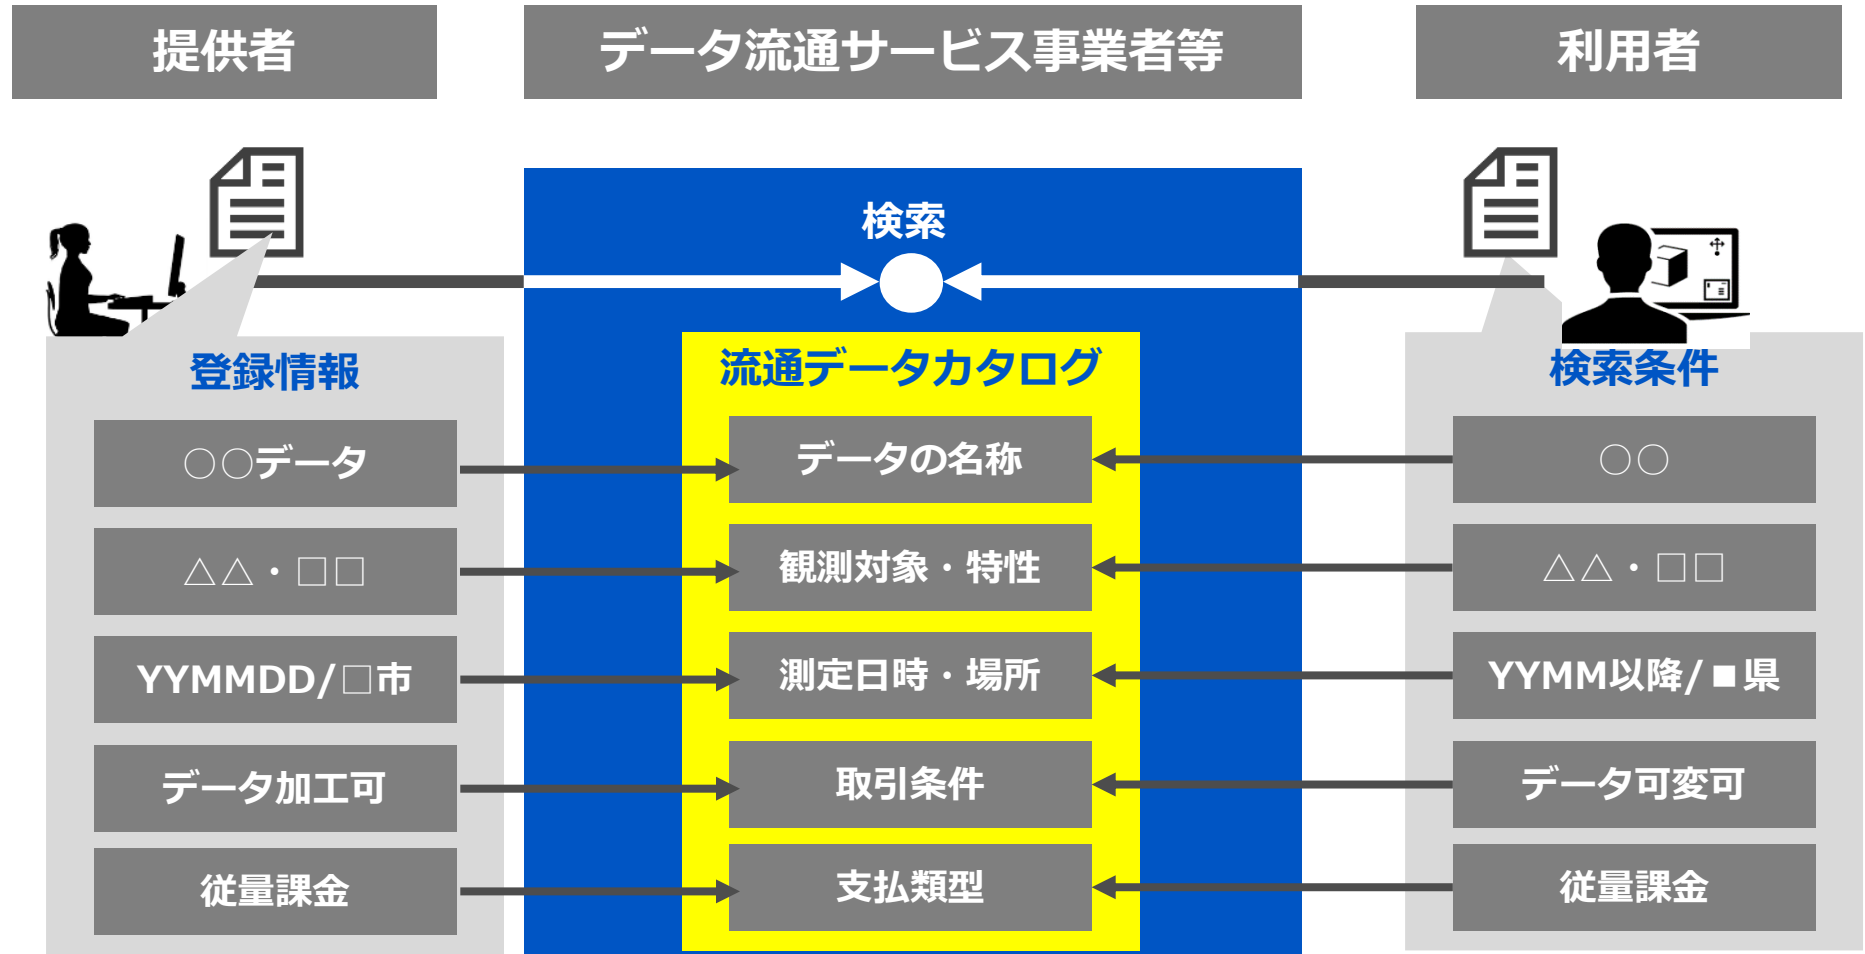 提供者
データ流通サービス事業者等
利用者
検索
登録情報
流通データカタログ
検索条件
○○データ
データの名称
○○
△△・□□
観測対象・特性
△△・□□
YYMMDD/□市
測定日時・場所
YYMM以降/■県
データ加工可
取引条件
データ可変可
従量課金
支払類型
従量課金